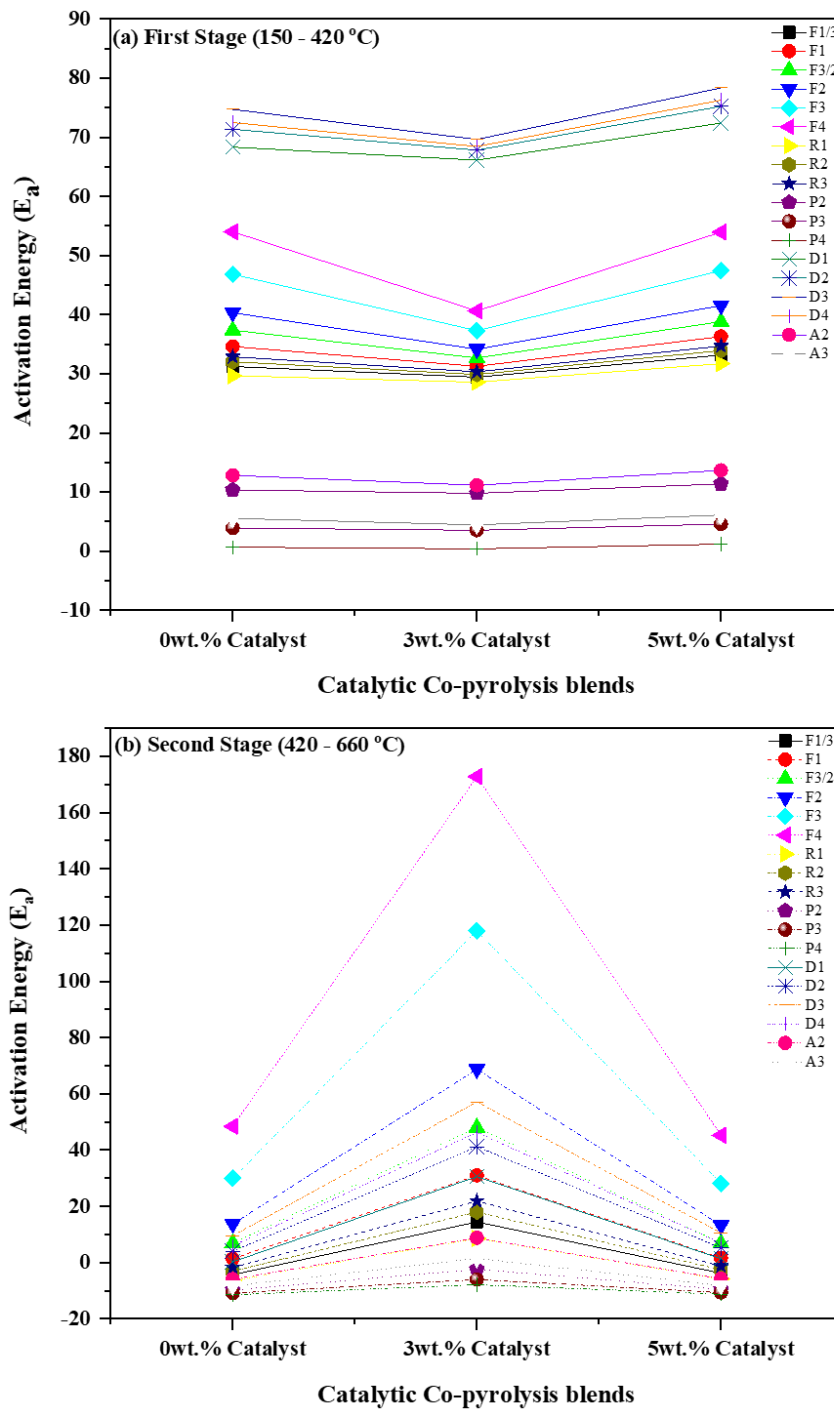 90
(a) First Stage (150 - 420 ºC)
80
70
60
50
40
30
20
10
0
-10
Activation Energy (Eₐ)
0wt.% Catalyst
3wt.% Catalyst
5wt.% Catalyst
Catalytic Co-pyrolysis blends
F1/3
F1
F3/2
F2
F3
F4
R1
R2
R3
P2
P3
P4
D1
D2
D3
D4
A2
A3
(b) Second Stage (420 - 660 ºC)
180
160
140
120
100
80
60
40
20
0
-20
Activation Energy (Eₐ)
0wt.% Catalyst
3wt.% Catalyst
5wt.% Catalyst
Catalytic Co-pyrolysis blends
F1/3
F1
F3/2
F2
F3
F4
R1
R2
R3
P2
P3
P4
D1
D2
D3
D4
A2
A3